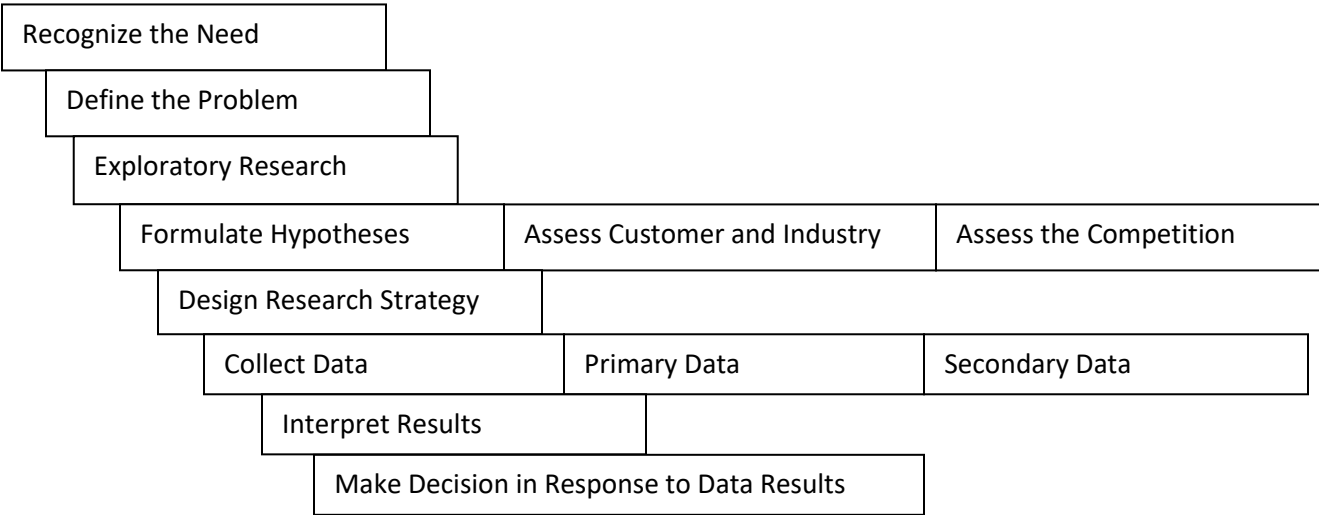 Recognize the Need
Define the Problem
Exploratory Research
Formulate Hypotheses
Assess Customer and Industry
Assess the Competition
Design Research Strategy
Collect Data
Primary Data
Secondary Data
Interpret Results
Make Decision in Response to Data Results